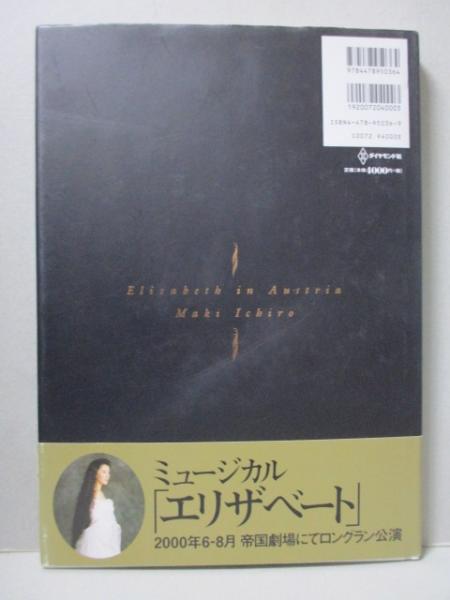 9784478950364
1920072040005
ISBN4-478-95036-9
C0072 ¥4000E
ダイヤモンド社
定価(本体4000円+税)
Elisabeth in Austria
Maki Ichiro
ミュージカル
「エリザベート」
2000年6-8月 帝国劇場にてロングラン公演